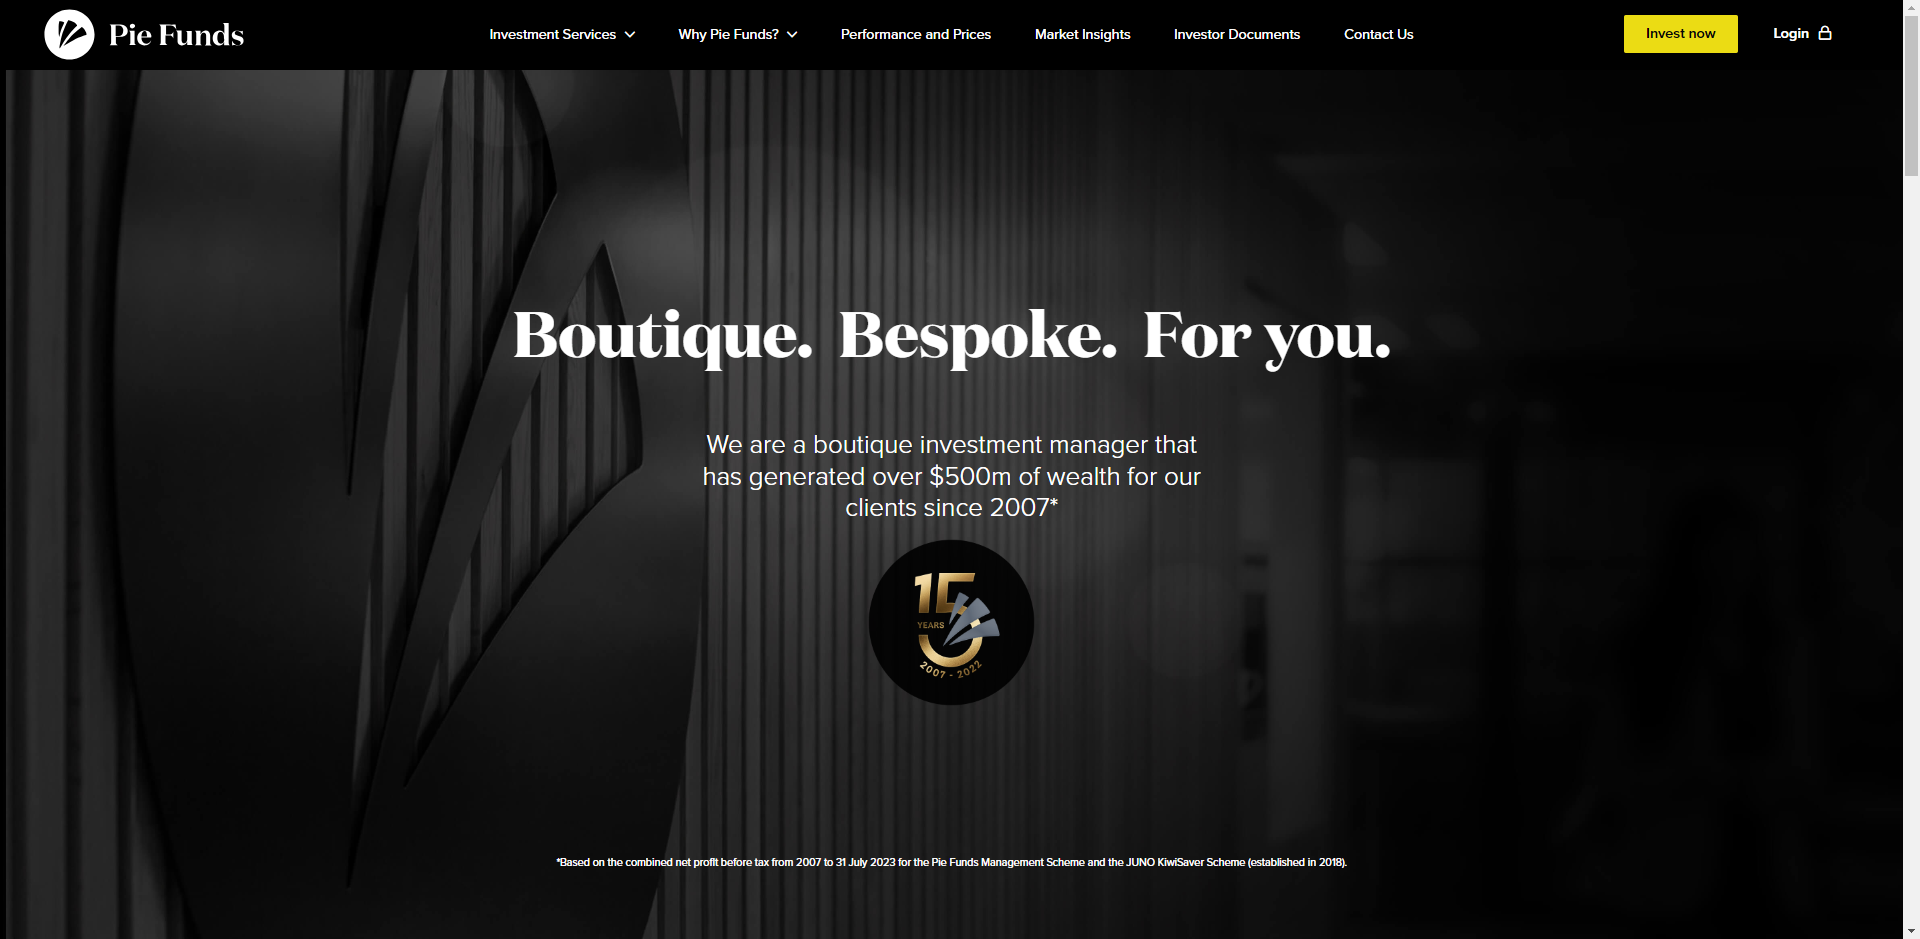 Pie Funds
Investment Services
Why Pie Funds?
Performance and Prices
Market Insights
Investor Documents
Contact Us
Invest now
Login
Boutique. Bespoke. For you.
We are a boutique investment manager that
has generated over $500m of wealth for our
clients since 2007*
15
YEARS
2007 - 2022
*Based on the combined net profit before tax from 2007 to 31 July 2023 for the Pie Funds Management Scheme and the JUNO KiwiSaver Scheme (established in 2018).